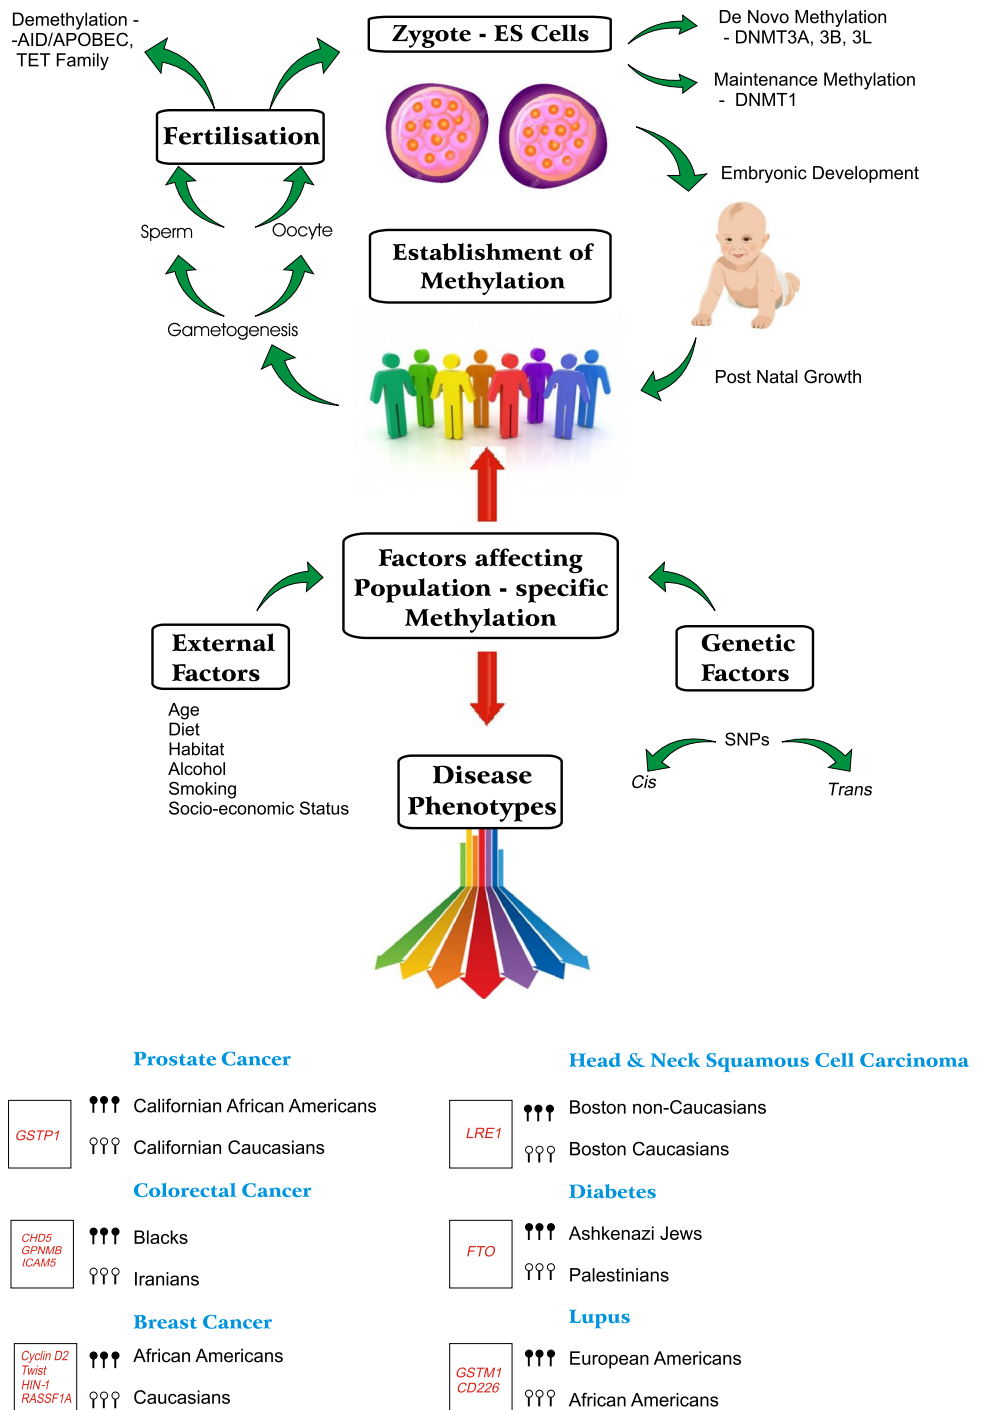 Demethylation -
-AID/APOBEC,
TET Family
Zygote - ES Cells
De Novo Methylation
- DNMT3A, 3B, 3L
Maintenance Methylation
- DNMT1
Fertilisation
Embryonic Development
Sperm
Oocyte
Establishment of
Methylation
Gametogenesis
Post Natal Growth
Factors affecting
Population - specific
Methylation
External
Factors
Age
Diet
Habitat
Alcohol
Smoking
Socio-economic Status
Genetic
Factors
SNPs
Cis
Trans
Disease
Phenotypes
Prostate Cancer
GSTP1
Californian African Americans
Californian Caucasians
Colorectal Cancer
CHD5
GPNMB
ICAM5
Blacks
Iranians
Breast Cancer
Cyclin D2
Twist
HIN-1
RASSF1A
African Americans
Caucasians
Head & Neck Squamous Cell Carcinoma
LRE1
Boston non-Caucasians
Boston Caucasians
Diabetes
FTO
Ashkenazi Jews
Palestinians
Lupus
GSTM1
CD226
European Americans
African Americans